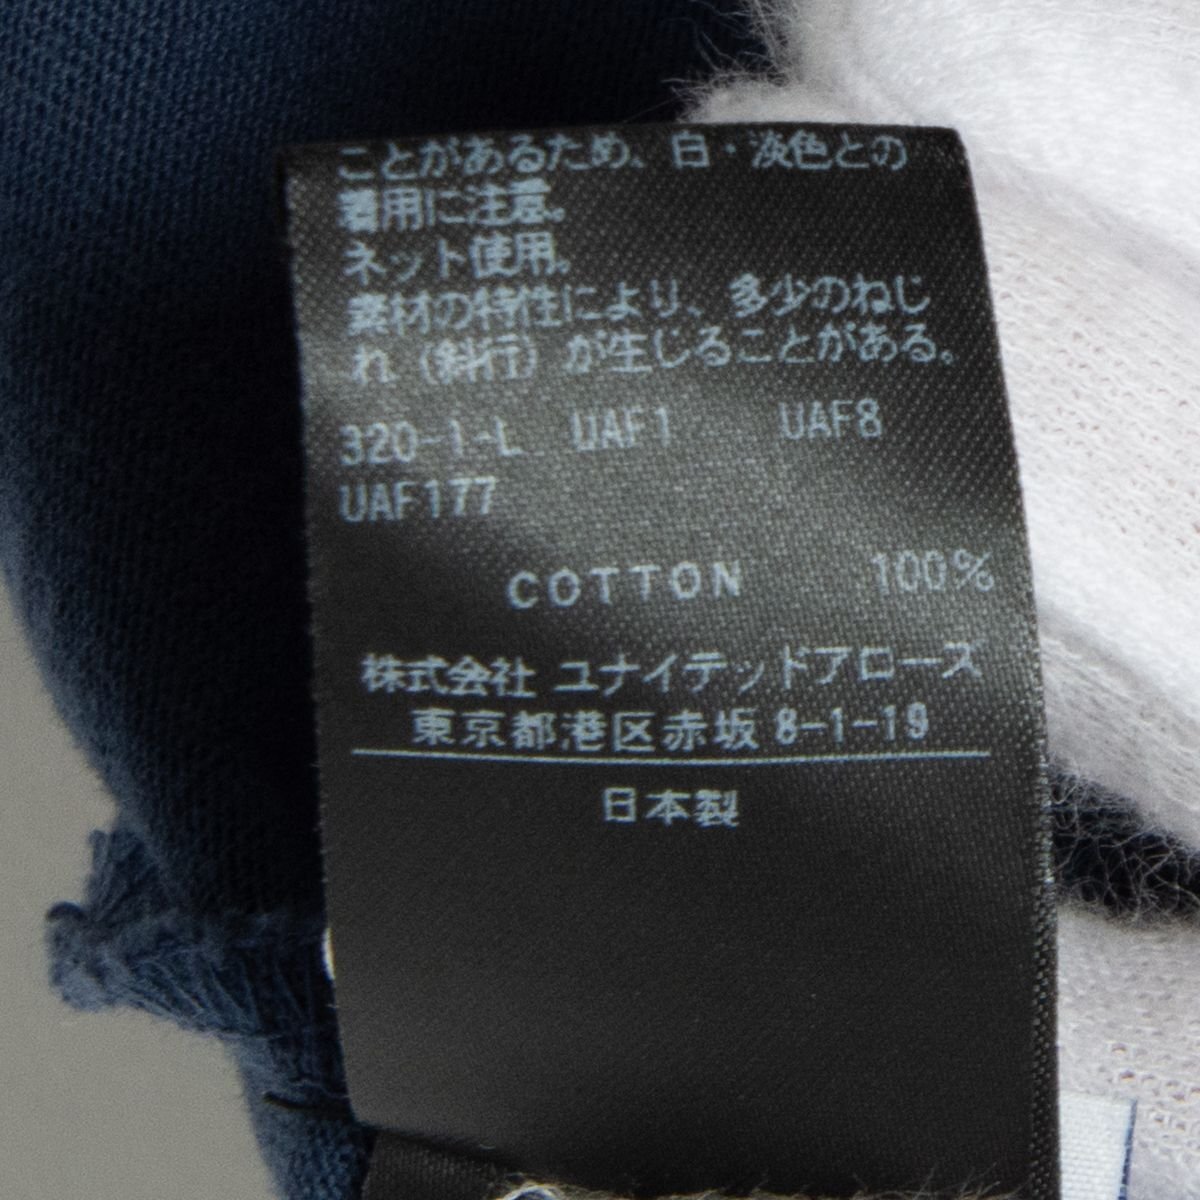 ことがあるため、白・淡色との
着用に注意。
ネット使用。
素材の特性により、多少のねじ
れ（斜行）が生じることがある。
320-1-L UAF1 UAF8
UAF177
COTTON 100%
株式会社 ユナイテッドアローズ
東京都港区赤坂 8-1-19
日本製